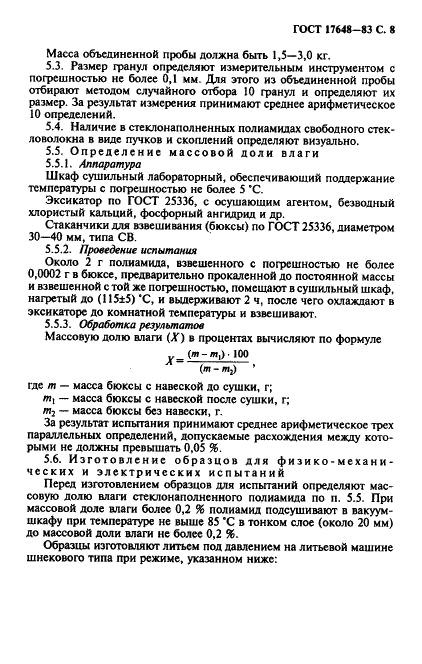 ГОСТ 17648—83 С. 8
Масса объединенной пробы должна быть 1,5—3,0 кг.
5.3. Размер гранул определяют измерительным инструментом с
погрешностью не более 0,1 мм. Для этого из объединенной пробы
отбирают методом случайного отбора 10 гранул и определяют их
размер. За результат измерения принимают среднее арифметическое
10 определений.
5.4. Наличие в стеклонаполненных полиамидах свободного стек-
ловолокна в виде пучков и скоплений определяют визуально.
5.5. Определение массовой доли влаги
5.5.1. Аппаратура
Шкаф сушильный лабораторный, обеспечивающий поддержание
температуры с погрешностью не более 5 °С.
Эксикатор по ГОСТ 25336, с осушающим агентом, безводный
хлористый кальций, фосфорный ангидрид и др.
Стаканчики для взвешивания (бюксы) по ГОСТ 25336, диаметром
30—40 мм, типа СВ.
5.5.2. Проведение испытания
Около 2 г полиамида, взвешенного с погрешностью не более
0,0002 г в бюксе, предварительно прокаленной до постоянной массы
и взвешенной с той же погрешностью, помещают в сушильный шкаф,
нагретый до (115±5) °С, и выдерживают 2 ч, после чего охлаждают в
эксикаторе до комнатной температуры и взвешивают.
5.5.3. Обработка результатов
Массовую долю влаги (X) в процентах вычисляют по формуле
X = (m − m₁) · 100 / (m − m₂) ,
где m — масса бюксы с навеской до сушки, г;
m₁ — масса бюксы с навеской после сушки, г;
m₂ — масса бюксы без навески, г.
За результат испытания принимают среднее арифметическое трех
параллельных определений, допускаемые расхождения между кото-
рыми не должны превышать 0,05 %.
5.6. Изготовление образцов для физико-механи-
ческих и электрических испытаний
Перед изготовлением образцов для испытаний определяют мас-
совую долю влаги стеклонаполненного полиамида по п. 5.5. При
массовой доле влаги более 0,2 % полиамид подсушивают в вакуум-
шкафу при температуре не выше 85 °С в тонком слое (около 20 мм)
до массовой доли влаги не более 0,2 %.
Образцы изготовляют литьем под давлением на литьевой машине
шнекового типа при режиме, указанном ниже: